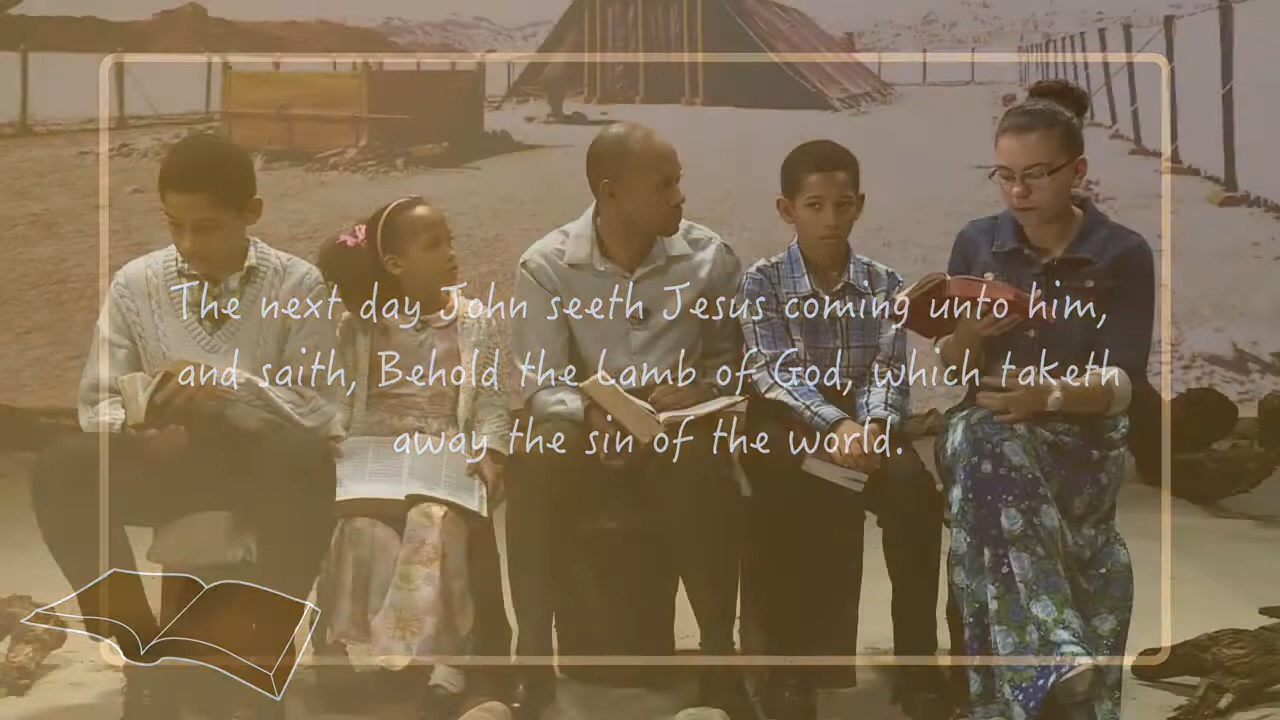 The next day John seeth Jesus coming unto him,
and saith, Behold the Lamb of God, which taketh
away the sin of the world.